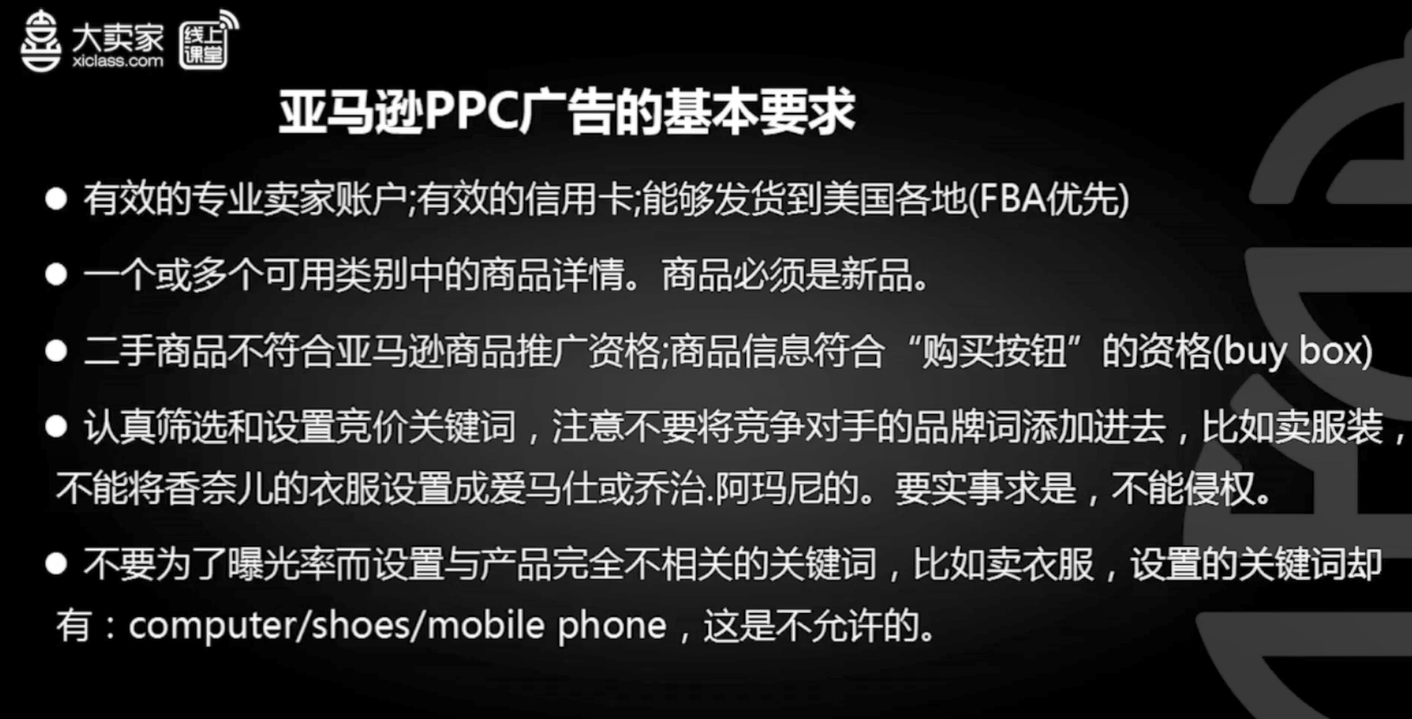 大卖家
xiclass.com
线上
课堂
亚马逊PPC广告的基本要求
● 有效的专业卖家账户;有效的信用卡;能够发货到美国各地(FBA优先)
● 一个或多个可用类别中的商品详情。商品必须是新品。
● 二手商品不符合亚马逊商品推广资格;商品信息符合“购买按钮”的资格(buy box)
● 认真筛选和设置竞价关键词，注意不要将竞争对手的品牌词添加进去，比如卖服装，
不能将香奈儿的衣服设置成爱马仕或乔治.阿玛尼的。要实事求是，不能侵权。
● 不要为了曝光率而设置与产品完全不相关的关键词，比如卖衣服，设置的关键词却
有：computer/shoes/mobile phone，这是不允许的。